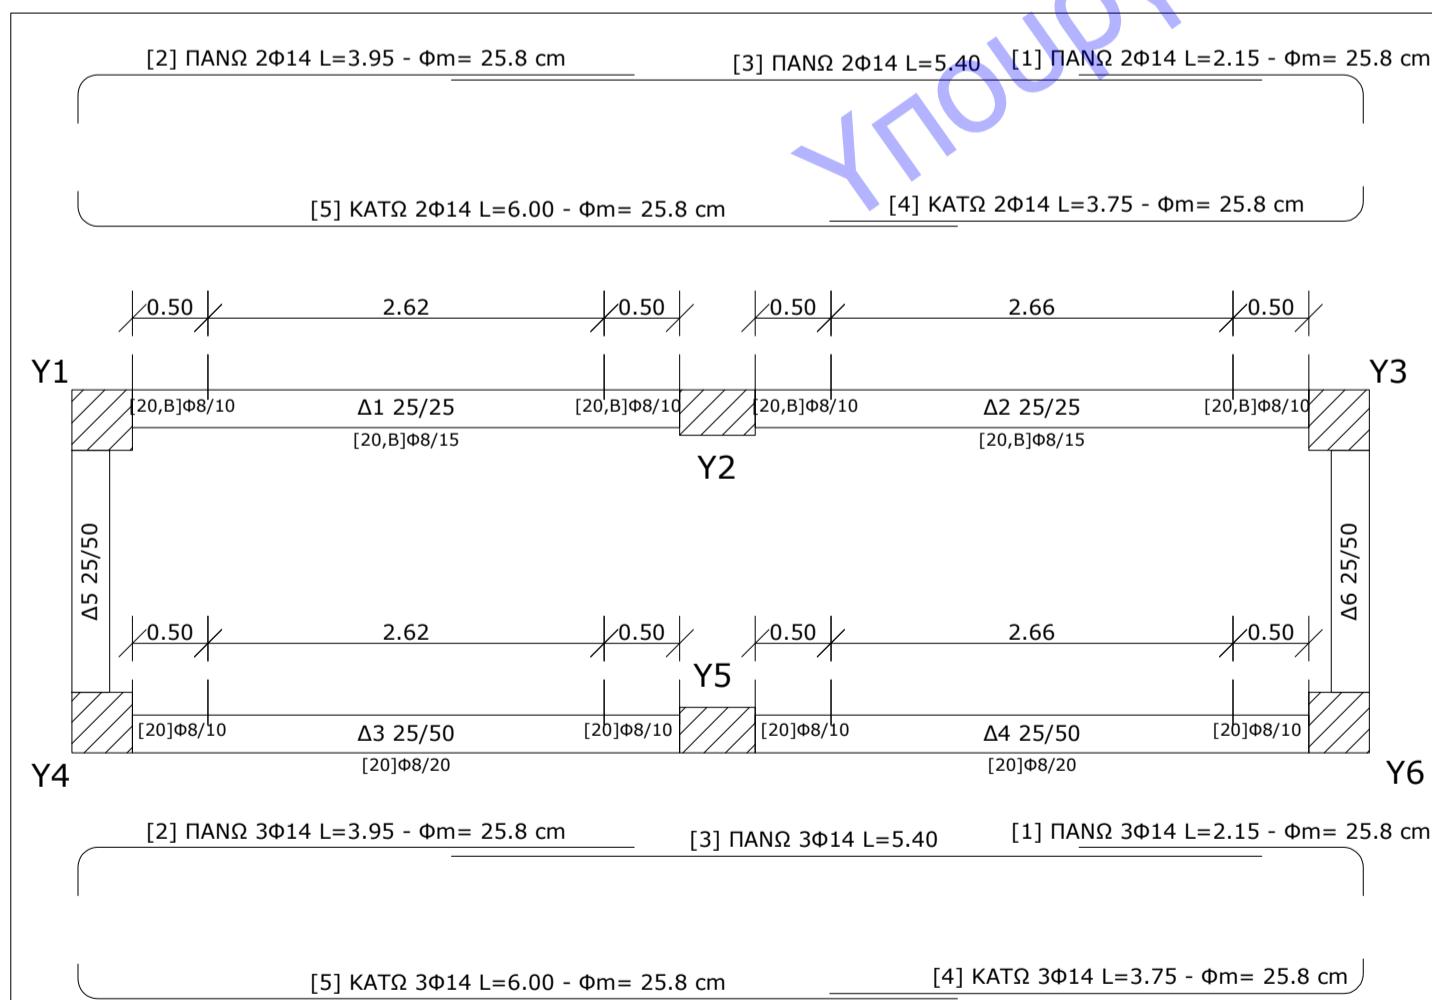 [2] ΠΑΝΩ 2Φ14 L=3.95 - Φm= 25.8 cm
[3] ΠΑΝΩ 2Φ14 L=5.40
[1] ΠΑΝΩ 2Φ14 L=2.15 - Φm= 25.8 cm
[5] ΚΑΤΩ 2Φ14 L=6.00 - Φm= 25.8 cm
[4] ΚΑΤΩ 2Φ14 L=3.75 - Φm= 25.8 cm
0.50 2.62 0.50 0.50 2.66 0.50
Υ1 Υ3
[20,Β]Φ8/10 Δ1 25/25 [20,Β]Φ8/10 [20,Β]Φ8/10 Δ2 25/25 [20,Β]Φ8/10
[20,Β]Φ8/15 [20,Β]Φ8/15
Υ2
Δ5 25/50
Δ6 25/50
0.50 2.62 0.50 0.50 2.66 0.50
Υ5
[20]Φ8/10 Δ3 25/50 [20]Φ8/10 [20]Φ8/10 Δ4 25/50 [20]Φ8/10
[20]Φ8/20 [20]Φ8/20
Υ4 Υ6
[2] ΠΑΝΩ 3Φ14 L=3.95 - Φm= 25.8 cm
[3] ΠΑΝΩ 3Φ14 L=5.40
[1] ΠΑΝΩ 3Φ14 L=2.15 - Φm= 25.8 cm
[5] ΚΑΤΩ 3Φ14 L=6.00 - Φm= 25.8 cm
[4] ΚΑΤΩ 3Φ14 L=3.75 - Φm= 25.8 cm